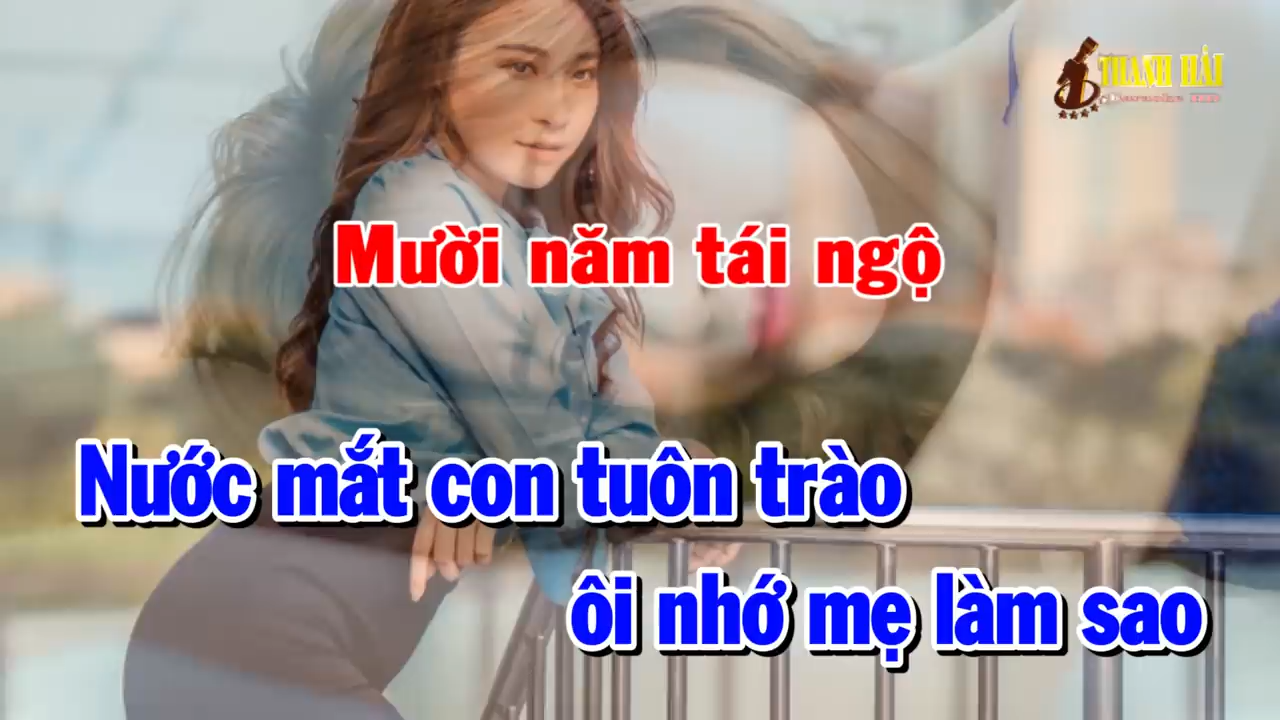 THANH HẢI
Mười năm tái ngộ
Nước mắt con tuôn trào
ôi nhớ mẹ làm sao